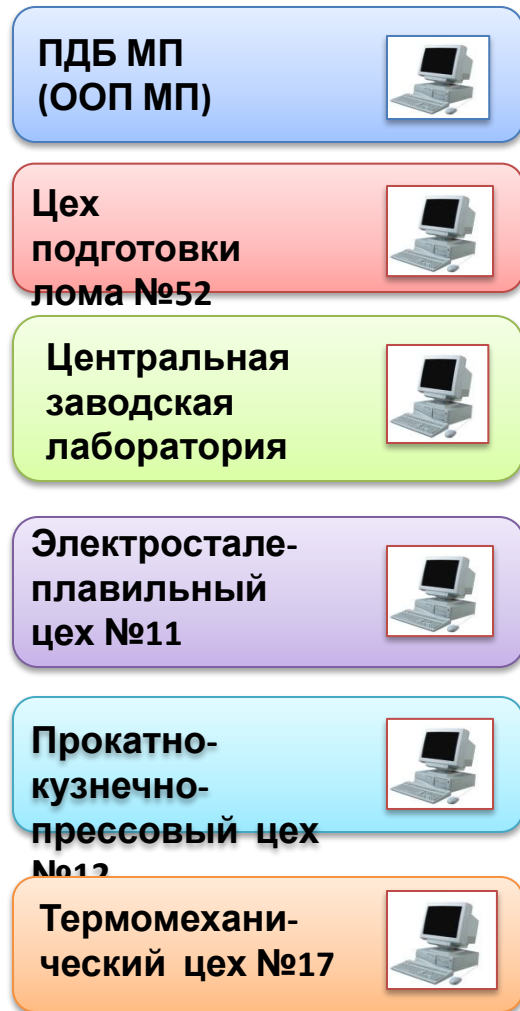 ПДБ МП
(ООП МП)
Цех
подготовки
лома №52
Центральная
заводская
лаборатория
Электростале-
плавильный
цех №11
Прокатно-
кузнечно-
прессовый цех
№12
Термомехани-
ческий цех №17